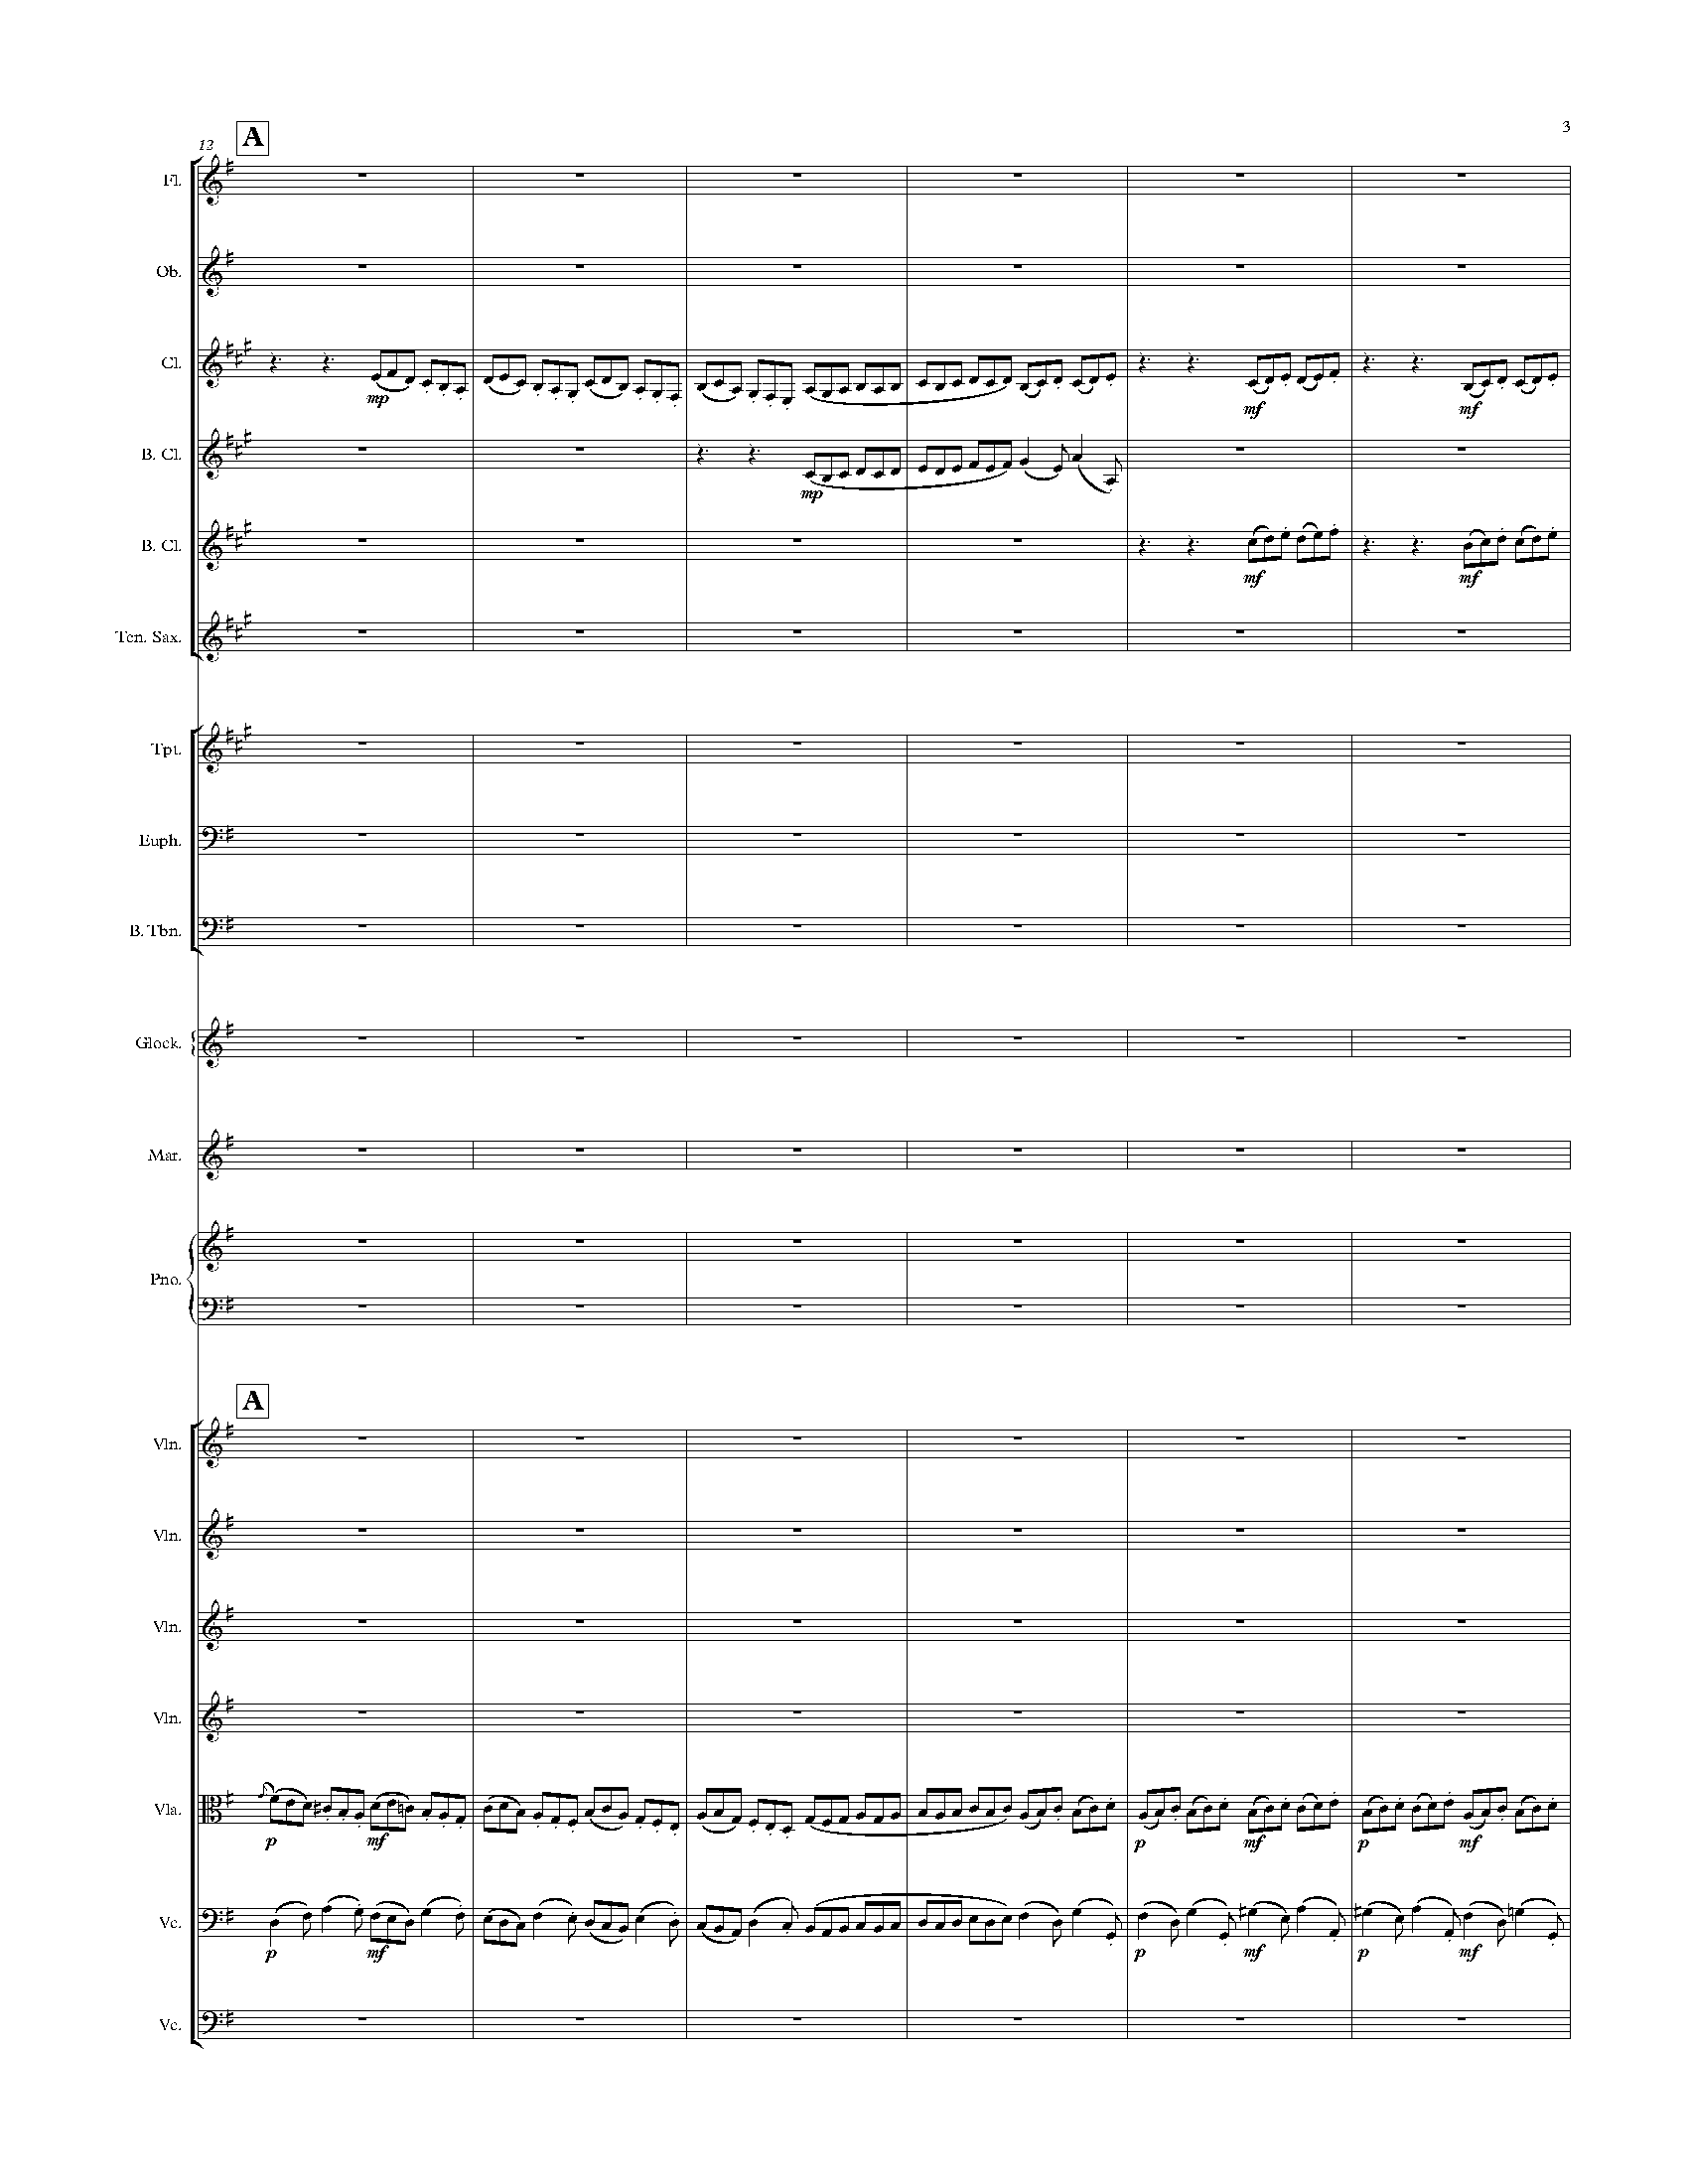 3
A
12
Fl.
Ob.
Cl.
mp
mf
mf
B. Cl.
mp
B. Cl.
mf
mf
Ten. Sax.
Tpt.
Euph.
B. Tbn.
Glock.
Mar.
Pno.
A
Vln.
Vln.
Vln.
Vln.
Vla.
p
mf
p
mf
p
mf
Vc.
p
mf
p
mf
p
mf
Vc.